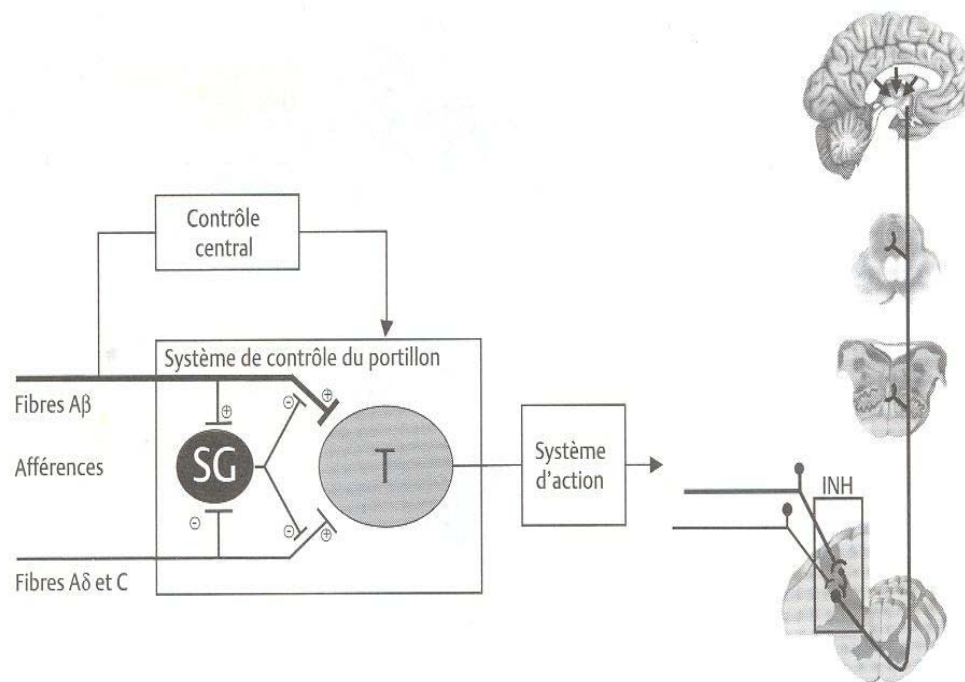 Contrôle
central
Système de contrôle du portillon
Fibres Aβ
⊕
⊖
⊕
Afférences
SG
T
Système
d'action
⊖
⊖
⊕
Fibres Aδ et C
INH